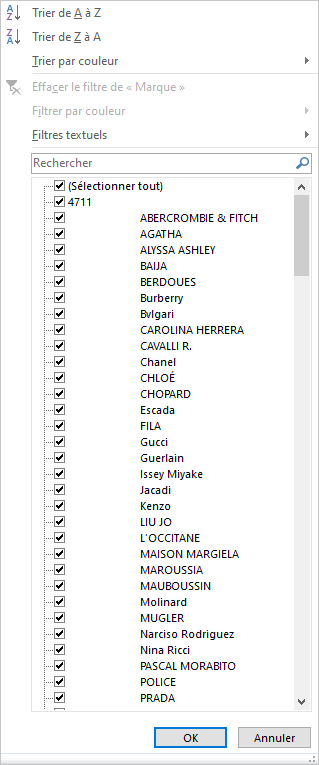 Trier de A à Z
Trier de Z à A
Trier par couleur
Effacer le filtre de « Marque »
Filtrer par couleur
Filtres textuels
Rechercher
(Sélectionner tout)
4711
ABERCROMBIE & FITCH
AGATHA
ALYSSA ASHLEY
BAIJA
BERDOUES
Burberry
Bvlgari
CAROLINA HERRERA
CAVALLI R.
Chanel
CHLOÉ
CHOPARD
Escada
FILA
Gucci
Guerlain
Issey Miyake
Jacadi
Kenzo
LIU JO
L'OCCITANE
MAISON MARGIELA
MAROUSSIA
MAUBOUSSIN
Molinard
MUGLER
Narciso Rodriguez
Nina Ricci
PASCAL MORABITO
POLICE
PRADA
OK Annuler